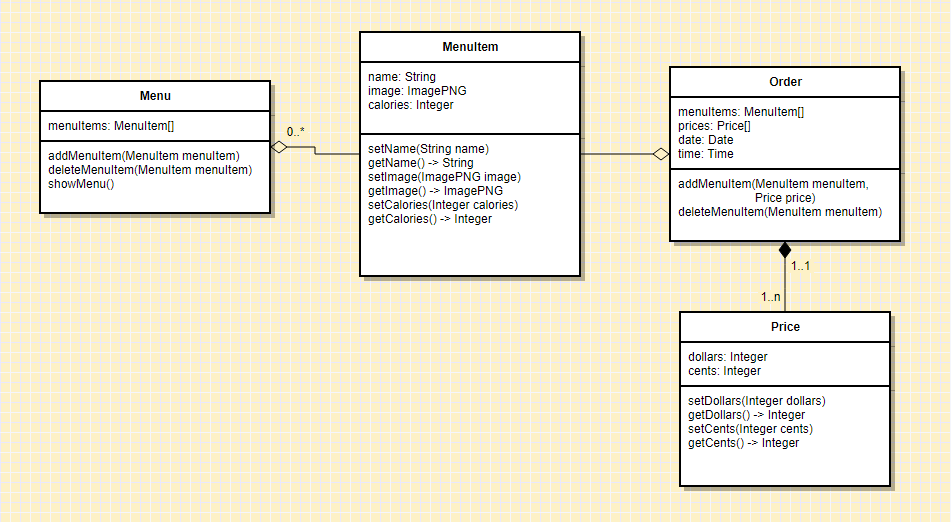 Menu
menuItems: MenuItem[]
addMenuItem(MenuItem menuItem)
deleteMenuItem(MenuItem menuItem)
showMenu()
0..*
MenuItem
name: String
image: ImagePNG
calories: Integer
setName(String name)
getName() -> String
setImage(ImagePNG image)
getImage() -> ImagePNG
setCalories(Integer calories)
getCalories() -> Integer
Order
menuItems: MenuItem[]
prices: Price[]
date: Date
time: Time
addMenuItem(MenuItem menuItem,
Price price)
deleteMenuItem(MenuItem menuItem)
1..1
1..n
Price
dollars: Integer
cents: Integer
setDollars(Integer dollars)
getDollars() -> Integer
setCents(Integer cents)
getCents() -> Integer